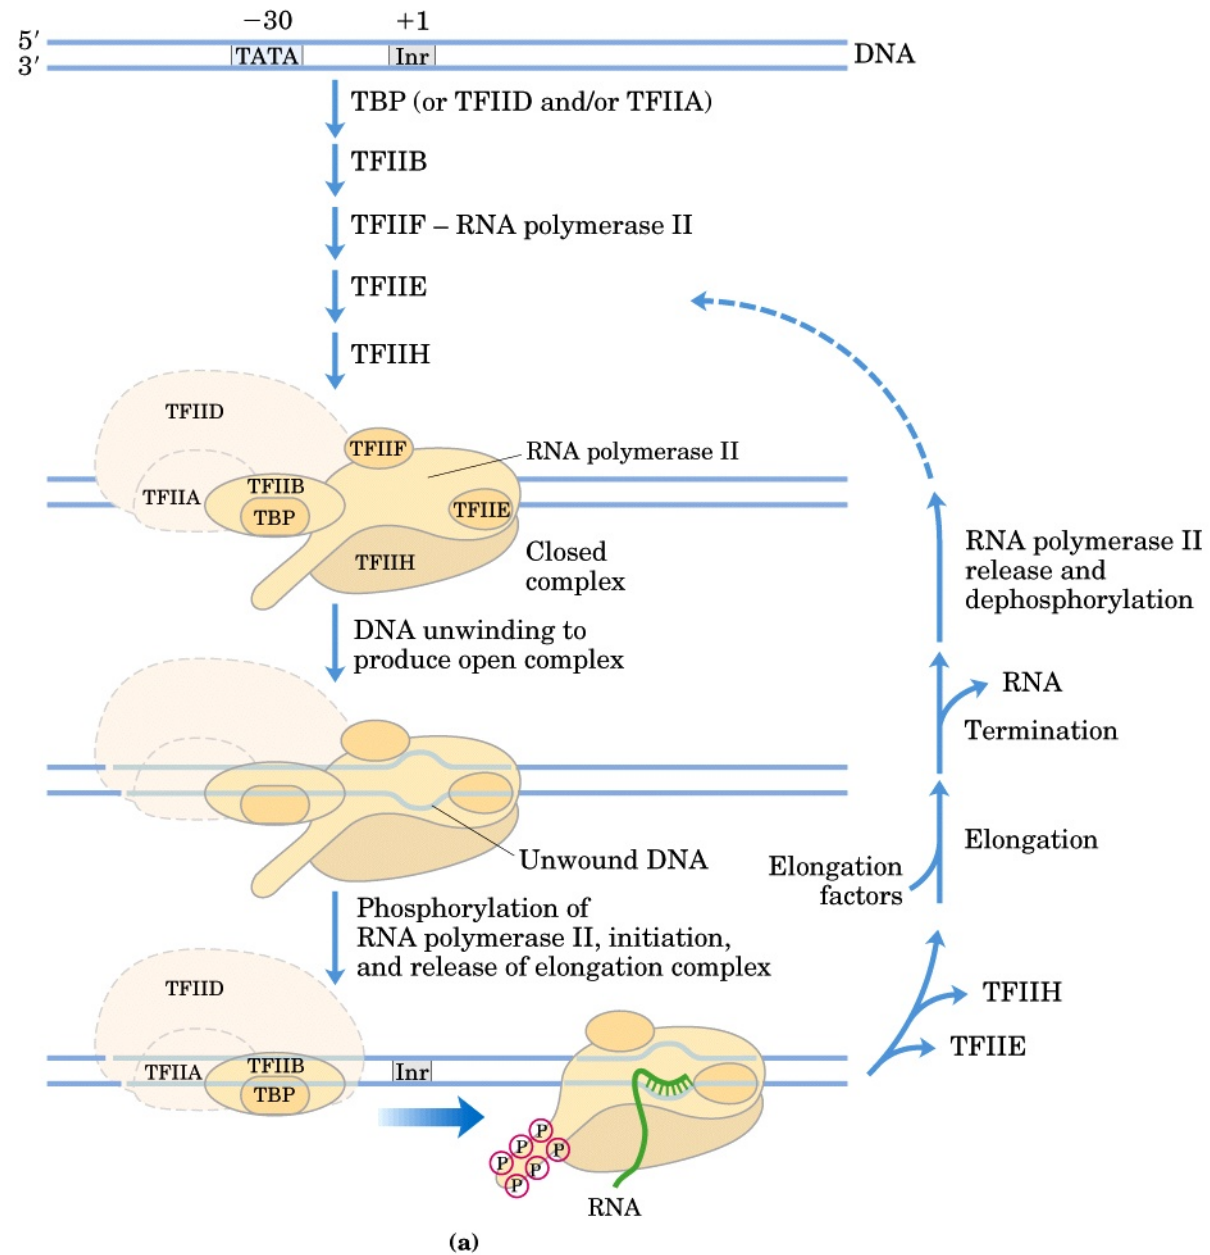 −30 +1
5′
3′
TATA Inr DNA
TBP (or TFIID and/or TFIIA)
TFIIB
TFIIF – RNA polymerase II
TFIIE
TFIIH
TFIID
TFIIF
RNA polymerase II
TFIIA
TFIIB
TBP
TFIIE
TFIIH
Closed
complex
DNA unwinding to
produce open complex
Unwound DNA
Phosphorylation of
RNA polymerase II, initiation,
and release of elongation complex
TFIID
TFIIA
TFIIB
TBP
Inr
P
P
P
P
P
P
RNA
TFIIE
TFIIH
Elongation
factors
Elongation
Termination
RNA
RNA polymerase II
release and
dephosphorylation
(a)